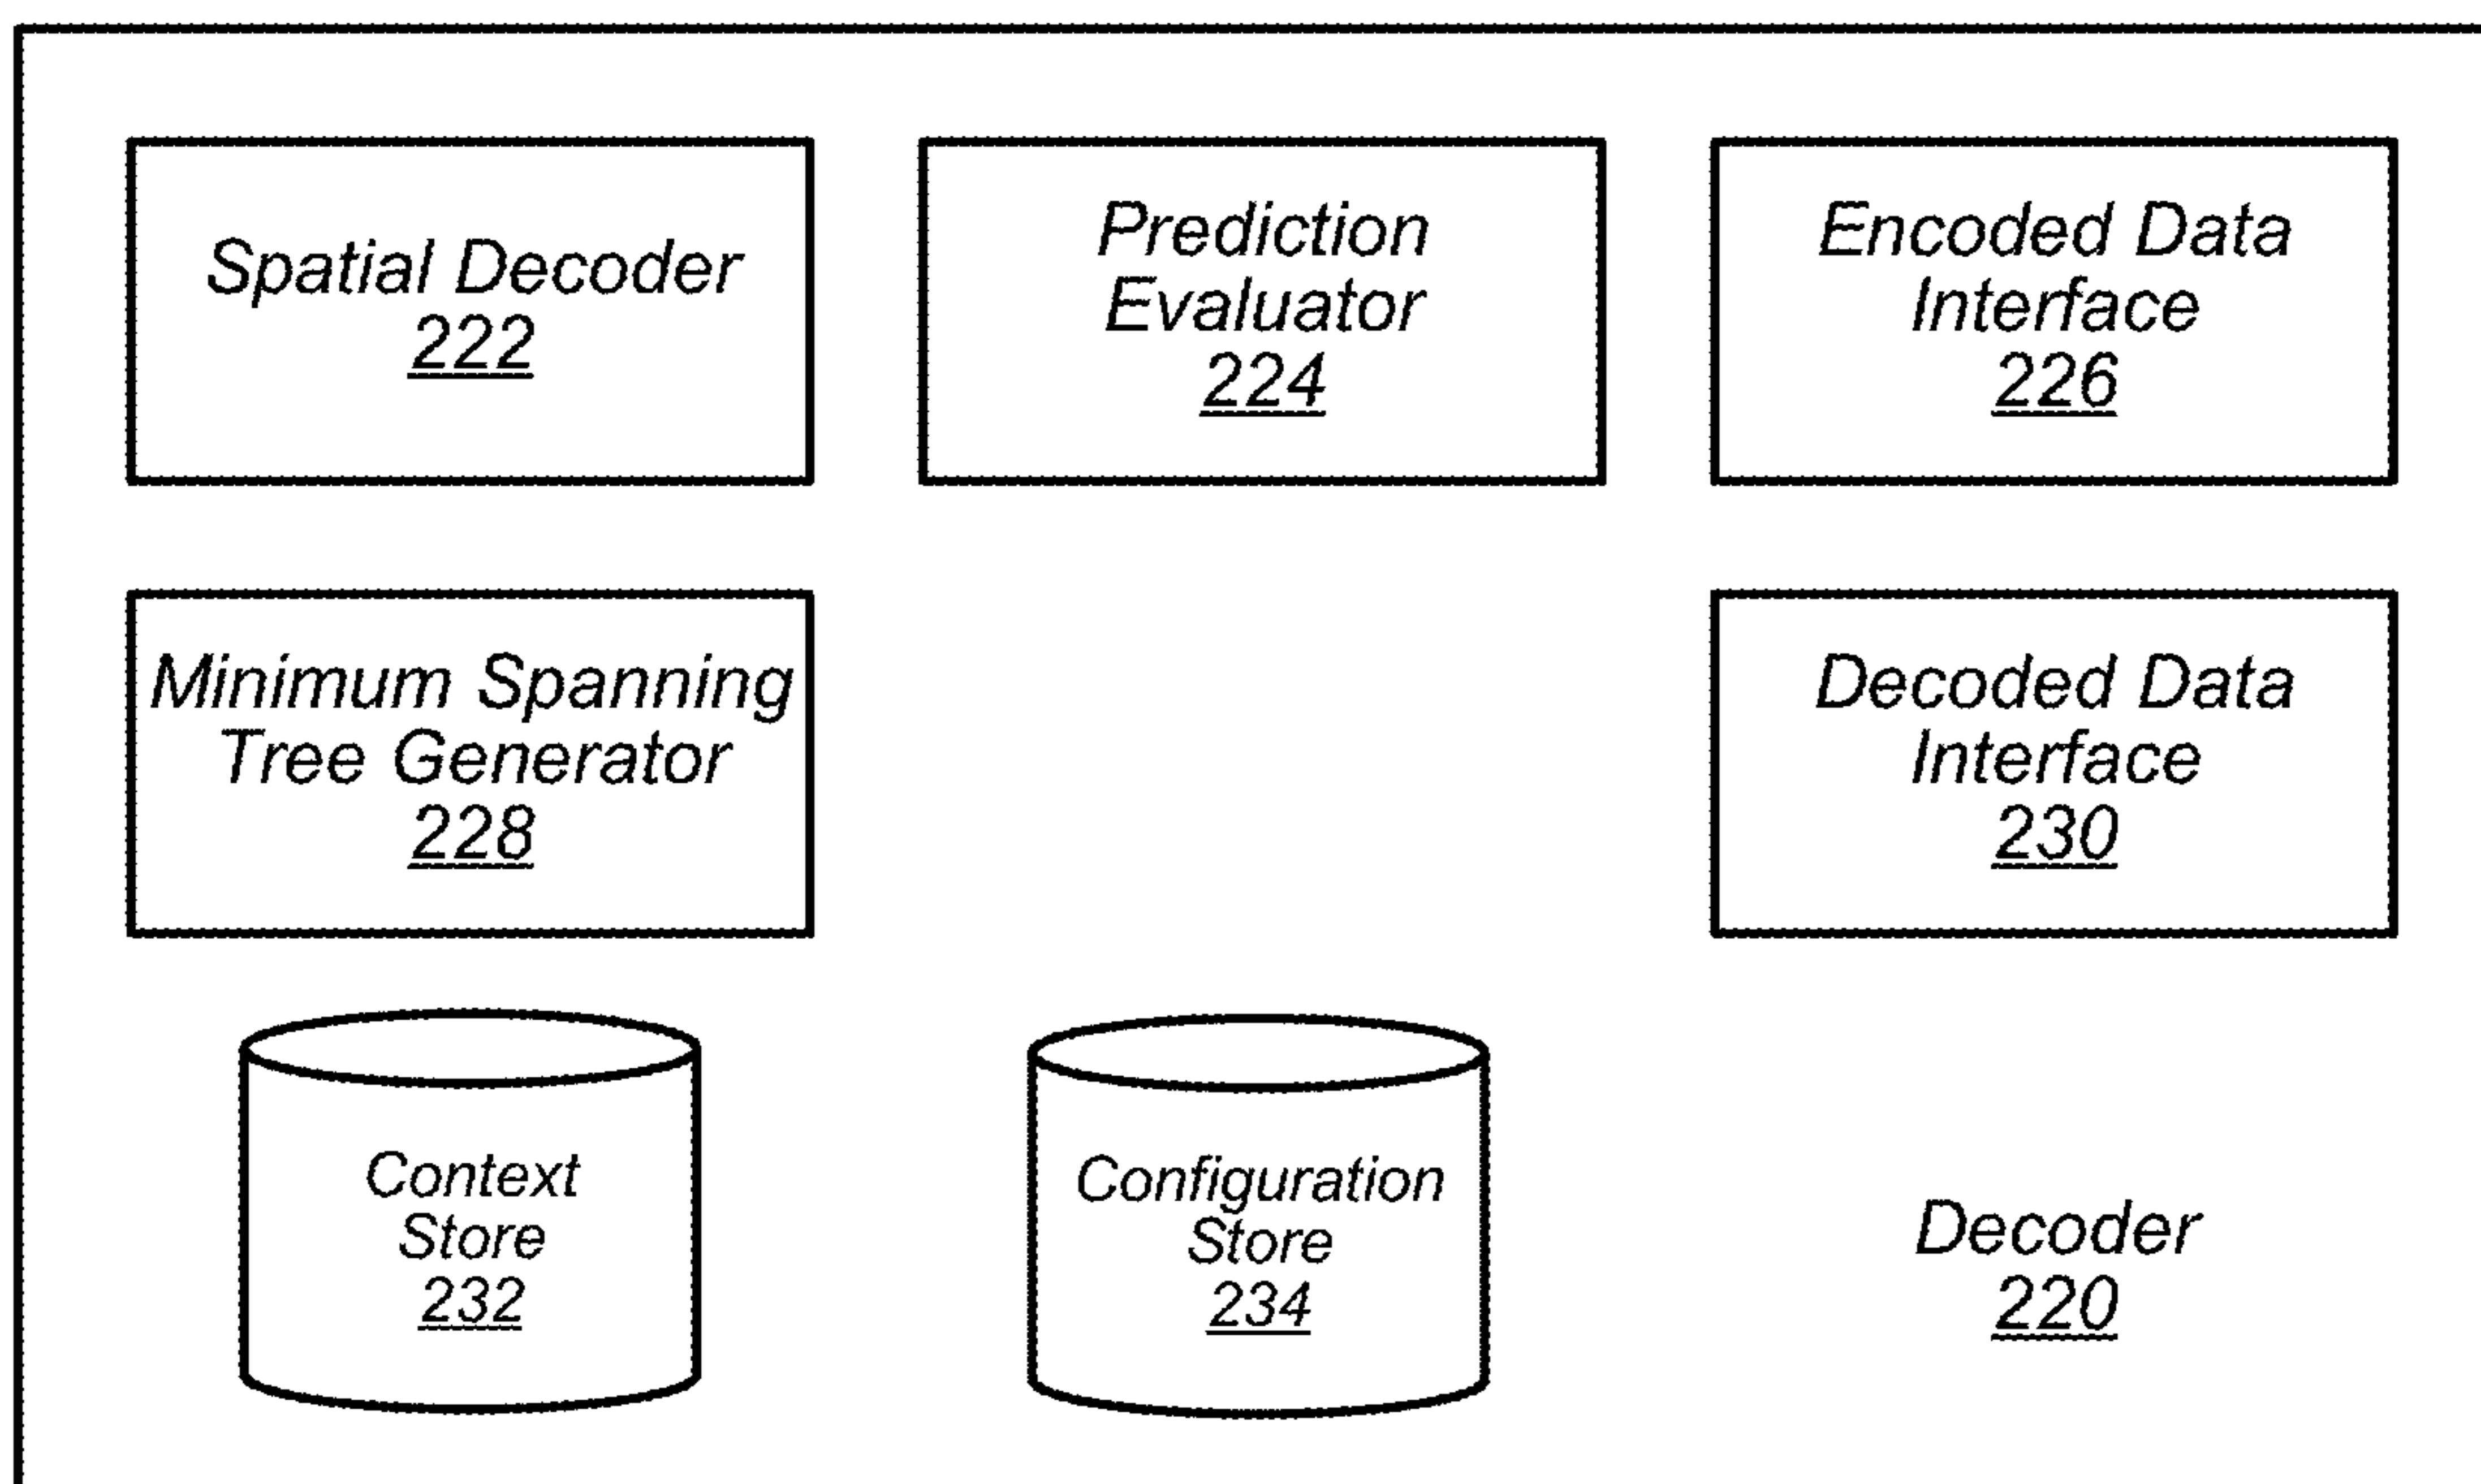 Spatial Decoder
222
Prediction
Evaluator
224
Encoded Data
Interface
226
Minimum Spanning
Tree Generator
228
Decoded Data
Interface
230
Context
Store
232
Configuration
Store
234
Decoder
220